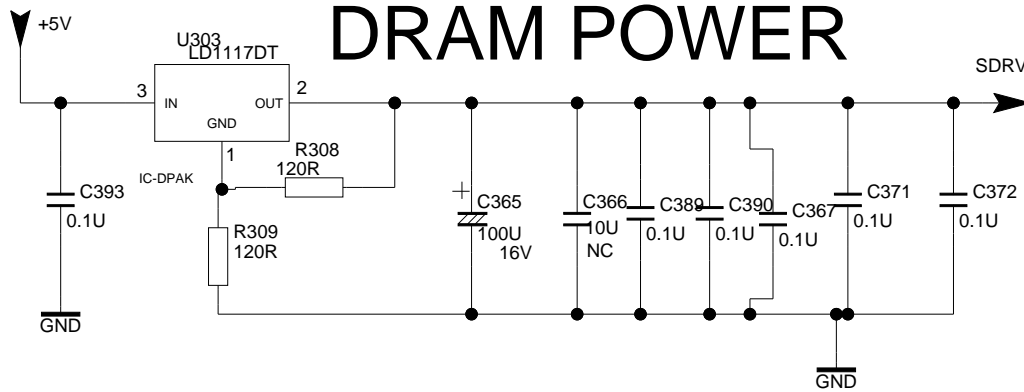 DRAM POWER
+5V
U303
LD1117DT
SDRV
3
IN
OUT
2
GND
1
IC-DPAK
R308
120R
R309
120R
C393
0.1U
C365
100U
16V
C366
10U
NC
C389
0.1U
C390
0.1U
C367
0.1U
C371
0.1U
C372
0.1U
GND
GND